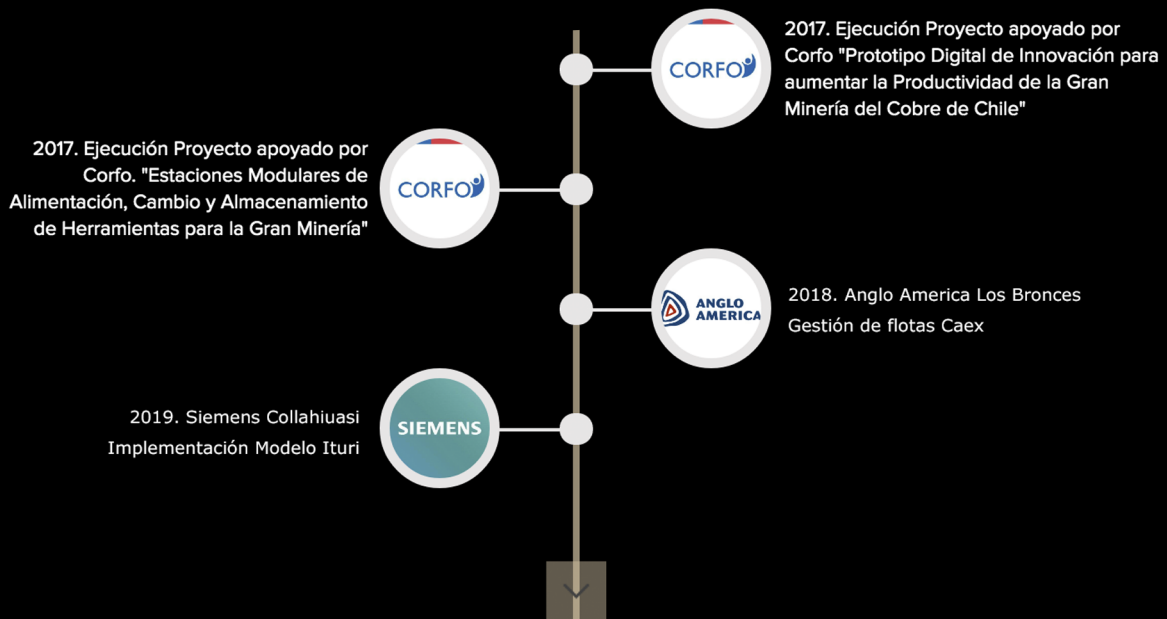 2017. Ejecución Proyecto apoyado por
Corfo "Prototipo Digital de Innovación para
aumentar la Productividad de la Gran
Minería del Cobre de Chile"
CORFO
2017. Ejecución Proyecto apoyado por
Corfo. "Estaciones Modulares de
Alimentación, Cambio y Almacenamiento
de Herramientas para la Gran Minería"
CORFO
ANGLO
AMERICA
2018. Anglo America Los Bronces
Gestión de flotas Caex
2019. Siemens Collahiuasi
Implementación Modelo Ituri
SIEMENS